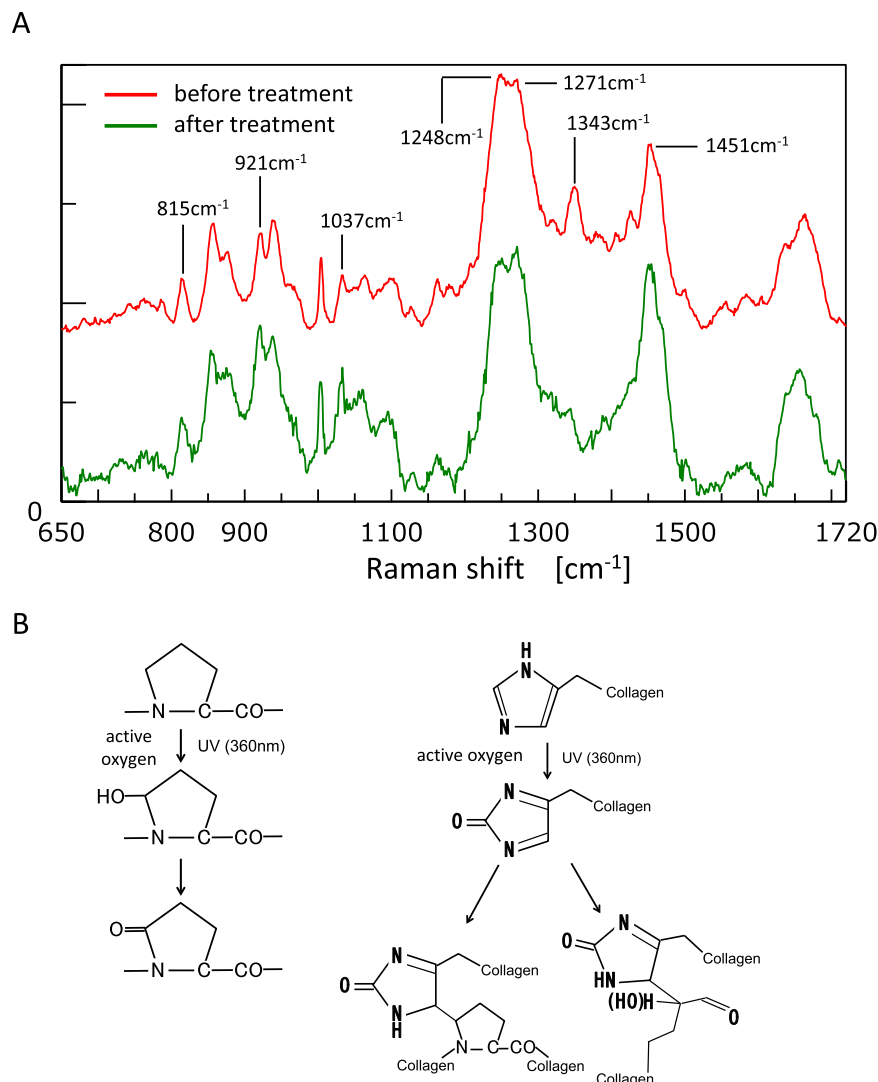 A
before treatment
after treatment
1271cm-1
1248cm-1
1343cm-1
1451cm-1
921cm-1
815cm-1
1037cm-1
0
650 800 900 1100 1300 1500 1720
Raman shift [cm-1]
B
H
N
N
Collagen
N C CO
active oxygen
UV (360nm)
active oxygen
UV (360nm)
HO
N C CO
N
O
N
Collagen
O
N C CO
N
O
N
H
Collagen
N C CO
Collagen
Collagen
N
O
HN
Collagen
(HO)H
O
Collagen